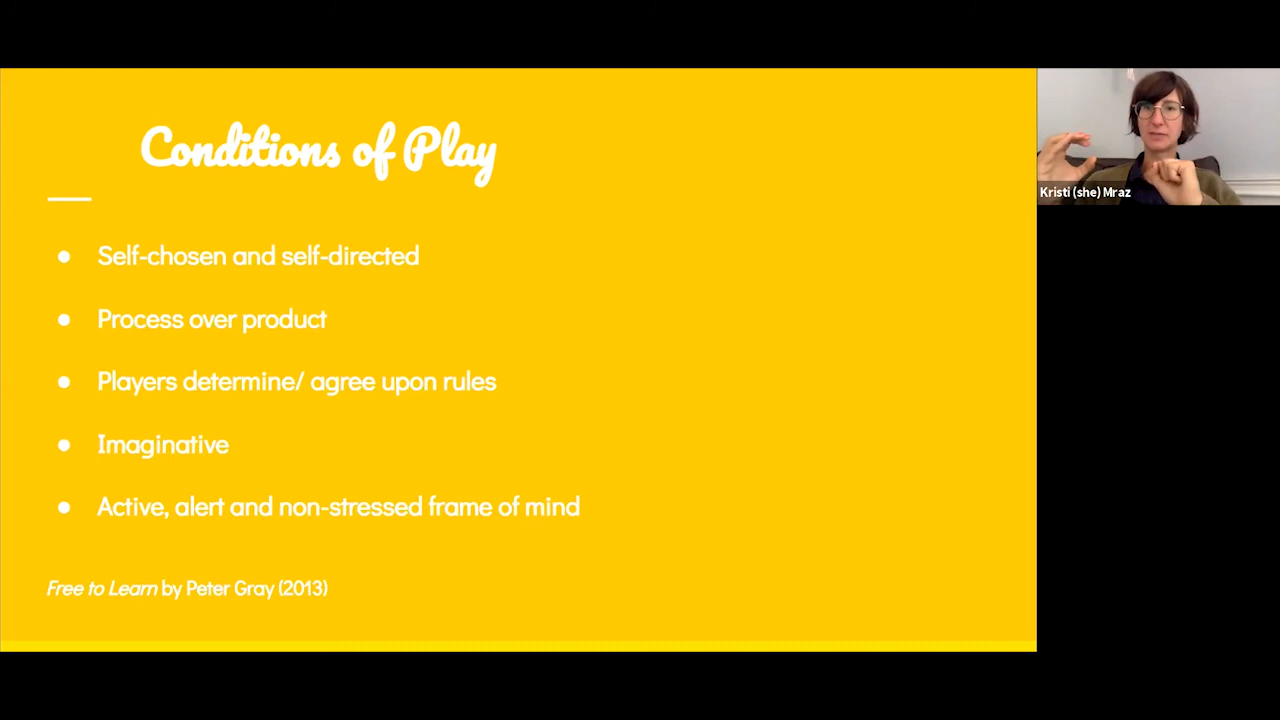 Conditions of Play
● Self-chosen and self-directed
● Process over product
● Players determine/ agree upon rules
● Imaginative
● Active, alert and non-stressed frame of mind
Free to Learn by Peter Gray (2013)
Kristi (she) Mraz